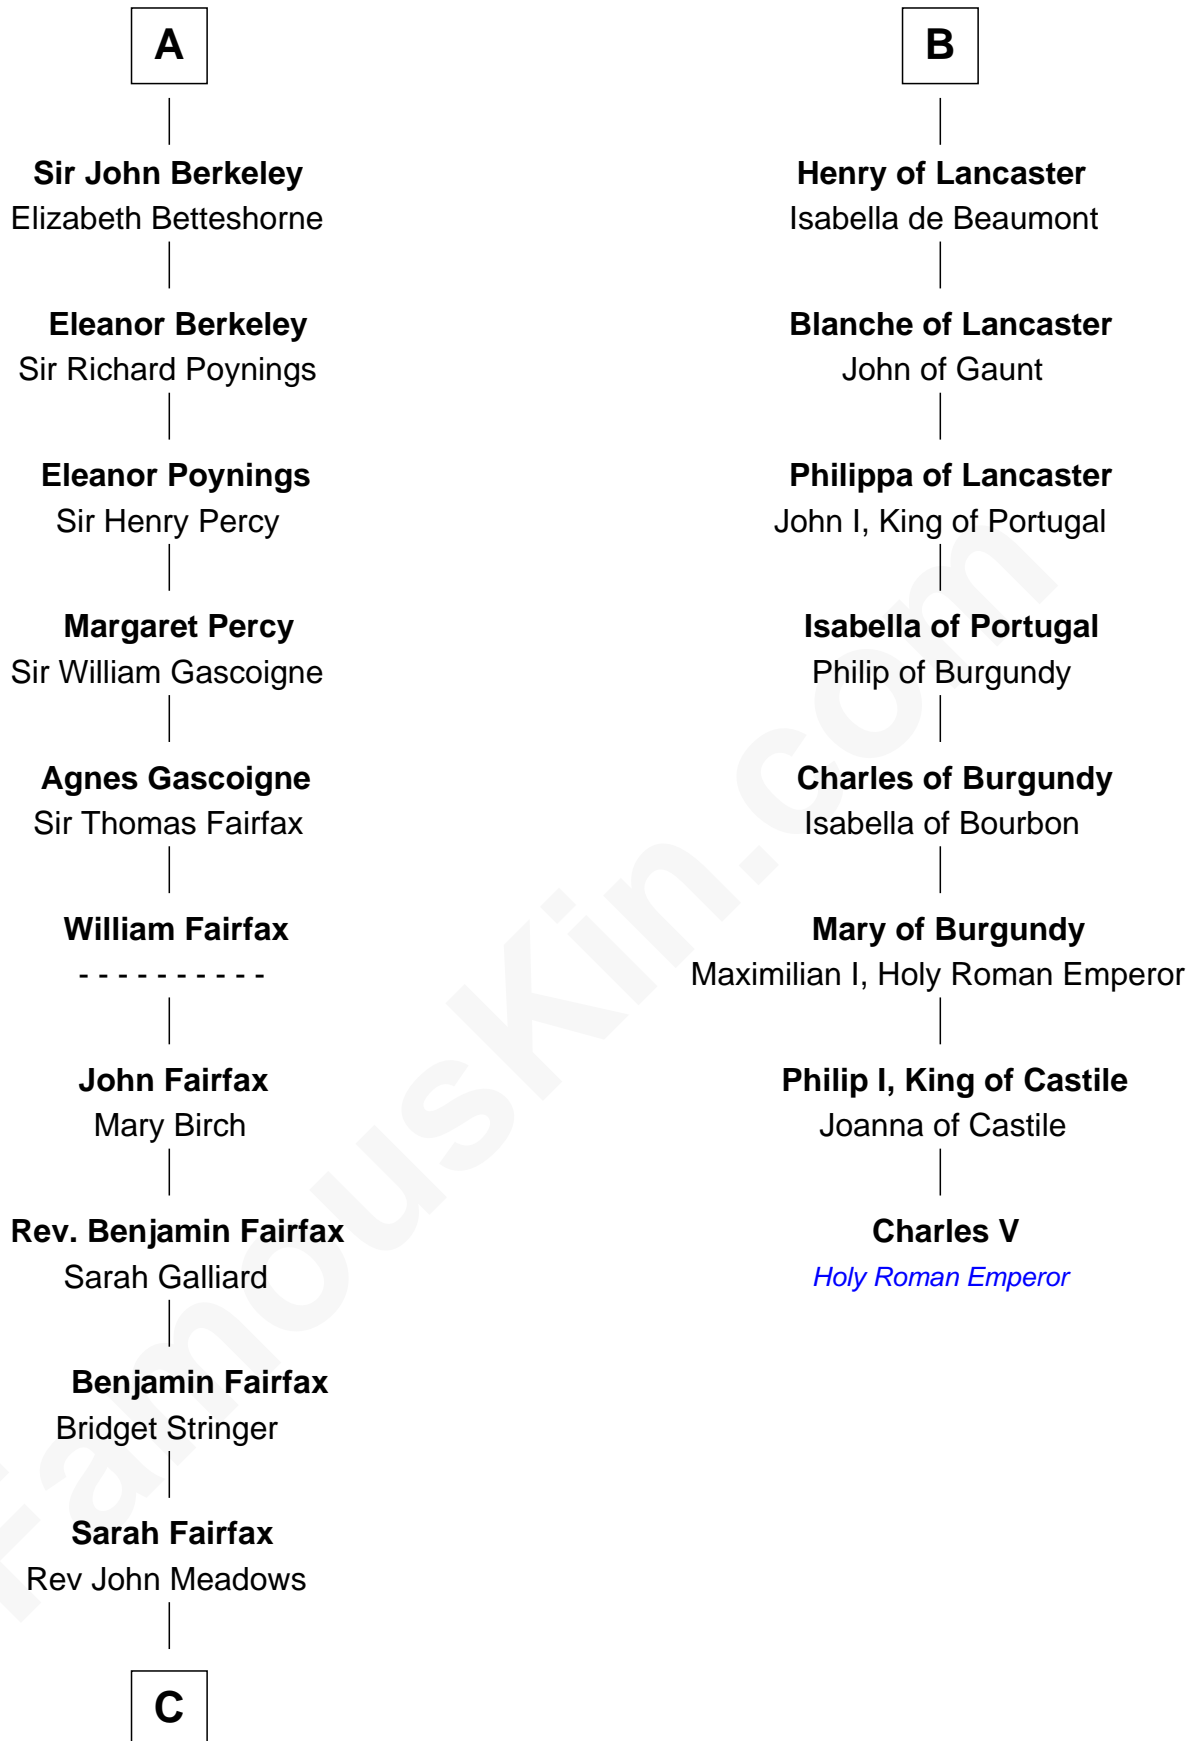 A
Sir John Berkeley
Elizabeth Betteshorne
Eleanor Berkeley
Sir Richard Poynings
Eleanor Poynings
Sir Henry Percy
Margaret Percy
Sir William Gascoigne
Agnes Gascoigne
Sir Thomas Fairfax
William Fairfax
- - - - - - - - - -
John Fairfax
Mary Birch
Rev. Benjamin Fairfax
Sarah Galliard
Benjamin Fairfax
Bridget Stringer
Sarah Fairfax
Rev John Meadows
C
B
Henry of Lancaster
Isabella de Beaumont
Blanche of Lancaster
John of Gaunt
Philippa of Lancaster
John I, King of Portugal
Isabella of Portugal
Philip of Burgundy
Charles of Burgundy
Isabella of Bourbon
Mary of Burgundy
Maximilian I, Holy Roman Emperor
Philip I, King of Castile
Joanna of Castile
Charles V
Holy Roman Emperor
FamousKin.com